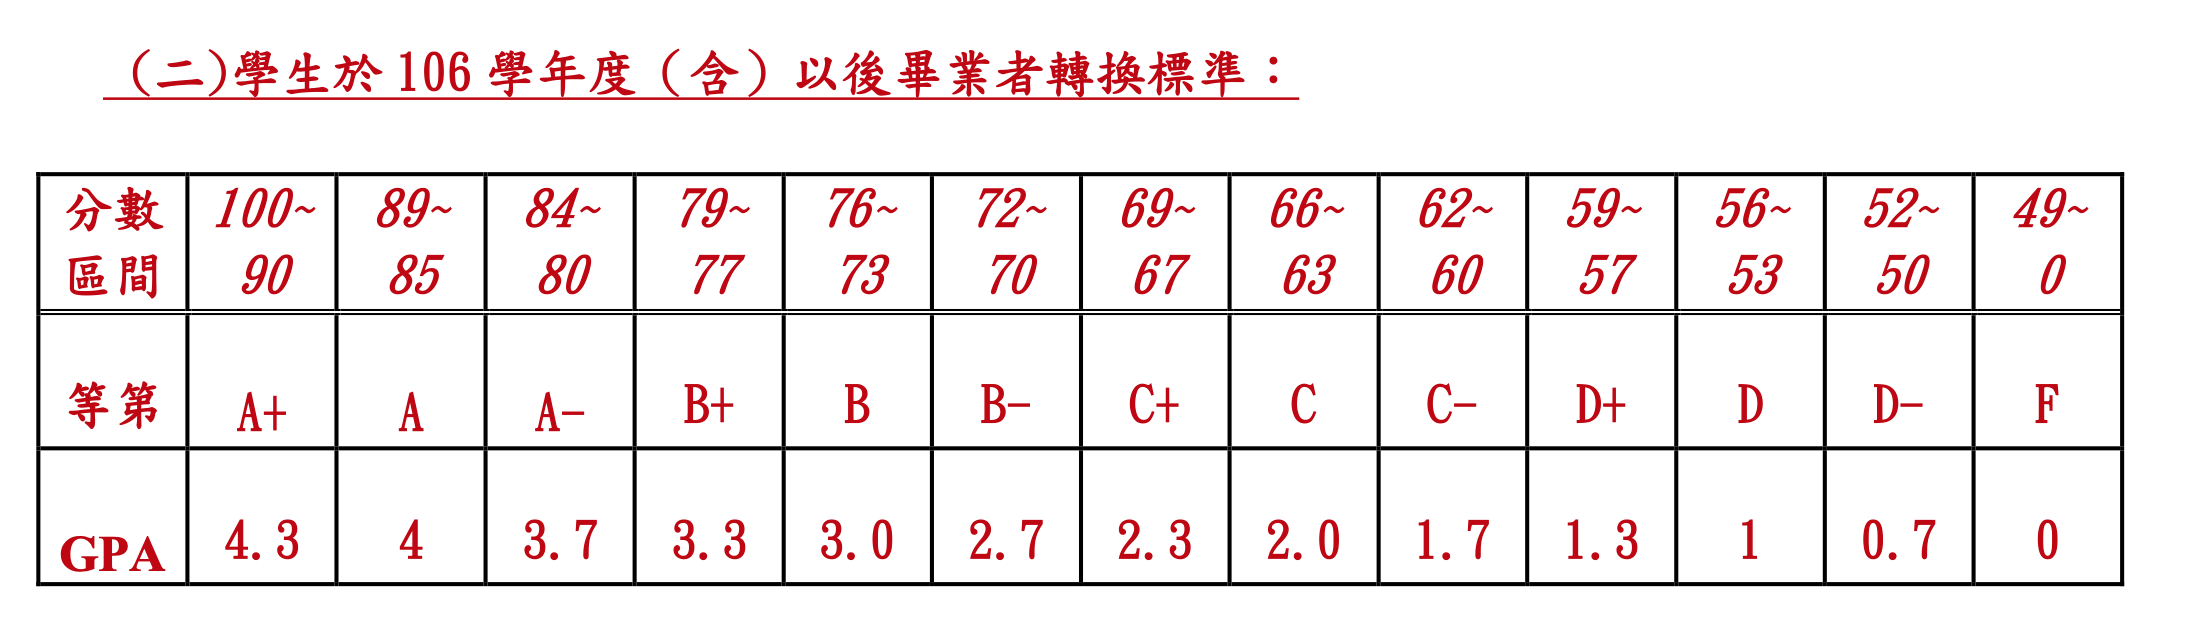 (二)學生於 106 學年度（含）以後畢業者轉換標準：
分數 100~ 89~ 84~ 79~ 76~ 72~ 69~ 66~ 62~ 59~ 56~ 52~ 49~
區間 90 85 80 77 73 70 67 63 60 57 53 50 0
等第 A+ A A- B+ B B- C+ C C- D+ D D- F
GPA 4.3 4 3.7 3.3 3.0 2.7 2.3 2.0 1.7 1.3 1 0.7 0